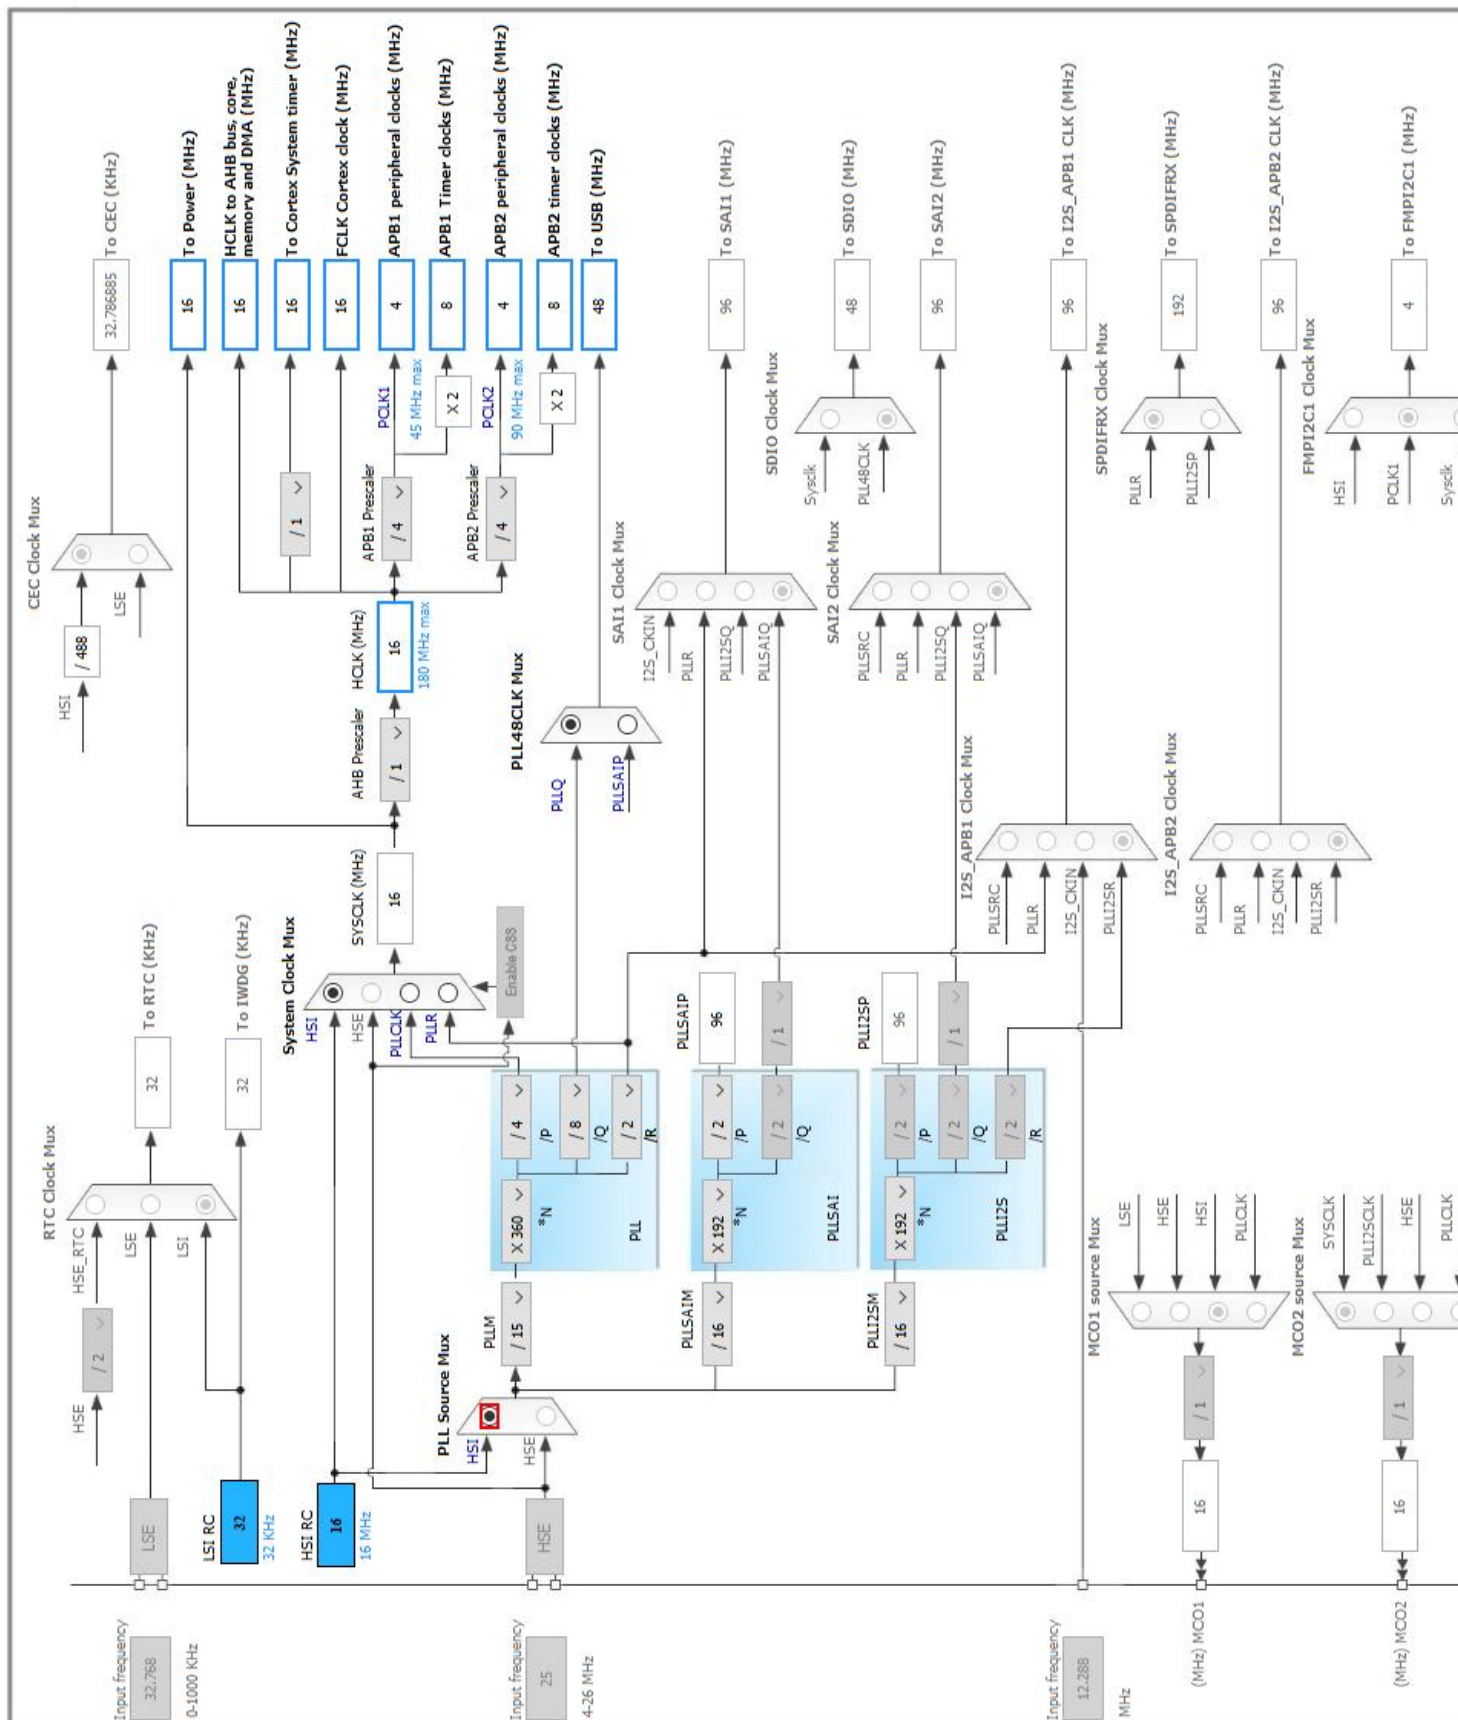 Input frequency
32.768
0-1000 KHz
LSE
HSE
/ 2
HSE_RTC
LSE
LSI
RTC Clock Mux
32
To RTC (KHz)
LSI RC
32
32 KHz
32
To IWDG (KHz)
HSI
/ 488
LSE
CEC Clock Mux
32.786885
To CEC (KHz)
HSI RC
16
16 MHz
Input frequency
25
4-26 MHz
HSE
PLL Source Mux
HSI
HSE
System Clock Mux
HSI
HSE
PLLCLK
PLLR
Enable CSS
SYSCLK (MHz)
16
AHB Prescaler
/ 1
HCLK (MHz)
16
180 MHz max
/ 1
APB1 Prescaler
/ 4
PCLK1
45 MHz max
X 2
APB2 Prescaler
/ 4
PCLK2
90 MHz max
X 2
16
To Power (MHz)
16
HCLK to AHB bus, core,
memory and DMA (MHz)
16
To Cortex System timer (MHz)
16
FCLK Cortex clock (MHz)
4
APB1 peripheral clocks (MHz)
8
APB1 Timer clocks (MHz)
4
APB2 peripheral clocks (MHz)
8
APB2 timer clocks (MHz)
48
To USB (MHz)
PLLM
/ 15
X 360
*N
/ 4
/P
/ 8
/Q
/ 2
/R
PLL
PLL48CLK Mux
PLLQ
PLLSAIP
PLLSAIM
/ 16
X 192
*N
/ 2
/P
/ 2
/Q
PLLSAI
PLLSAIP
96
/ 1
PLLI2SM
/ 16
X 192
*N
/ 2
/P
/ 2
/Q
/ 2
/R
PLLI2S
PLLI2SP
96
/ 1
SAI1 Clock Mux
I2S_CKIN
PLLR
PLLI2SQ
PLLSAIQ
96
To SAI1 (MHz)
SDIO Clock Mux
Sysclk
PLL48CLK
48
To SDIO (MHz)
SAI2 Clock Mux
PLLSRC
PLLR
PLLI2SQ
PLLSAIQ
96
To SAI2 (MHz)
Input frequency
12.288
MHz
I2S_APB1 Clock Mux
PLLSRC
PLLR
I2S_CKIN
PLLI2SR
96
To I2S_APB1 CLK (MHz)
SPDIFRX Clock Mux
PLLR
PLLI2SP
192
To SPDIFRX (MHz)
I2S_APB2 Clock Mux
PLLSRC
PLLR
I2S_CKIN
PLLI2SR
96
To I2S_APB2 CLK (MHz)
FMPI2C1 Clock Mux
HSI
PCLK1
Sysclk
4
To FMPI2C1 (MHz)
MCO1 source Mux
LSE
HSE
HSI
PLLCLK
/ 1
16
(MHz) MCO1
MCO2 source Mux
SYSCLK
PLLI2SCLK
HSE
PLLCLK
/ 1
16
(MHz) MCO2